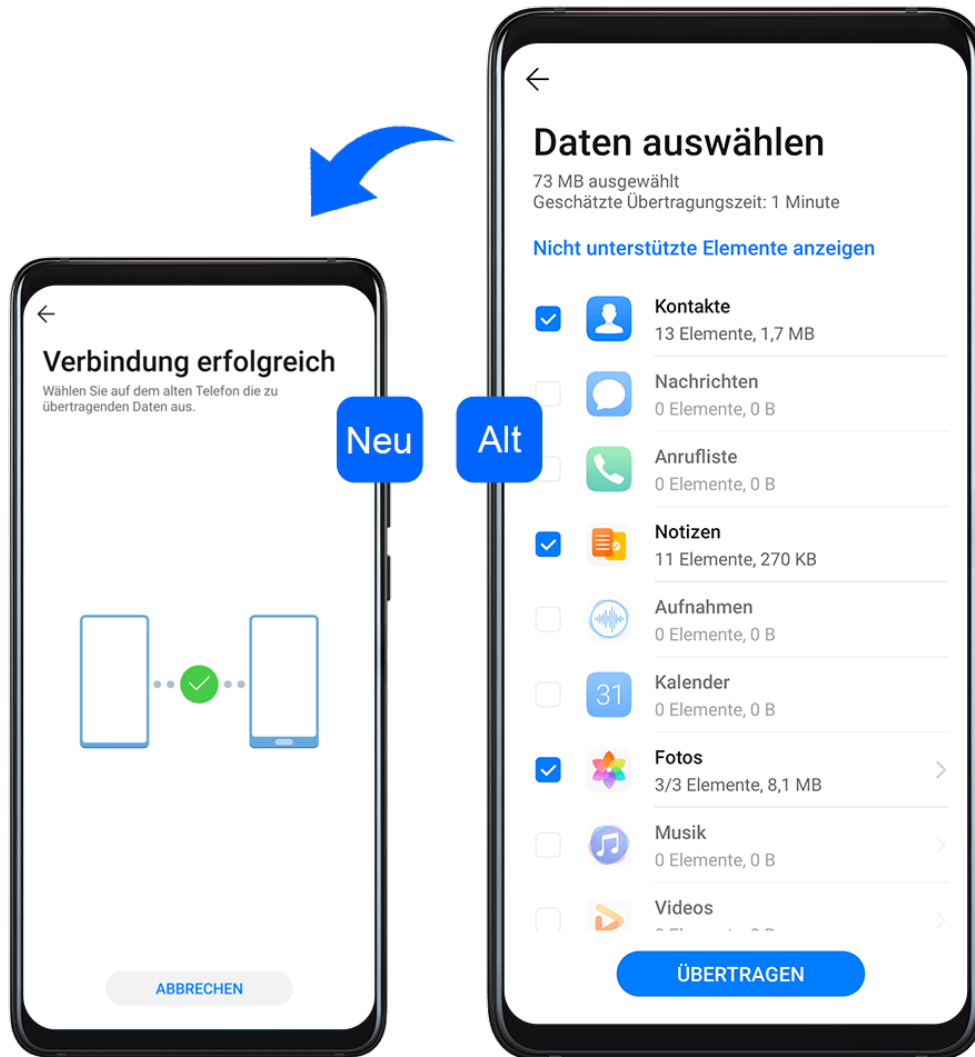 Verbindung erfolgreich
Wählen Sie auf dem alten Telefon die zu
übertragenden Daten aus.
ABBRECHEN
Neu
Alt
Daten auswählen
73 MB ausgewählt
Geschätzte Übertragungszeit: 1 Minute
Nicht unterstützte Elemente anzeigen
Kontakte
13 Elemente, 1,7 MB
Nachrichten
0 Elemente, 0 B
Anrufliste
0 Elemente, 0 B
Notizen
11 Elemente, 270 KB
Aufnahmen
0 Elemente, 0 B
31
Kalender
0 Elemente, 0 B
Fotos
3/3 Elemente, 8,1 MB
Musik
0 Elemente, 0 B
Videos
ÜBERTRAGEN